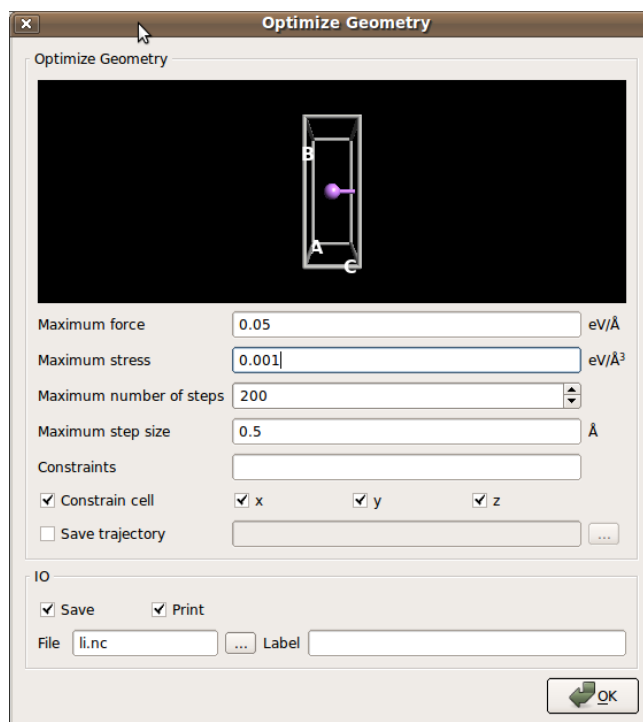 Optimize Geometry
Optimize Geometry
B
A
C
Maximum force 0.05 eV/Å
Maximum stress 0.001 eV/Å³
Maximum number of steps 200
Maximum step size 0.5 Å
Constraints
Constrain cell x y z
Save trajectory ...
IO
Save Print
File li.nc ... Label
OK